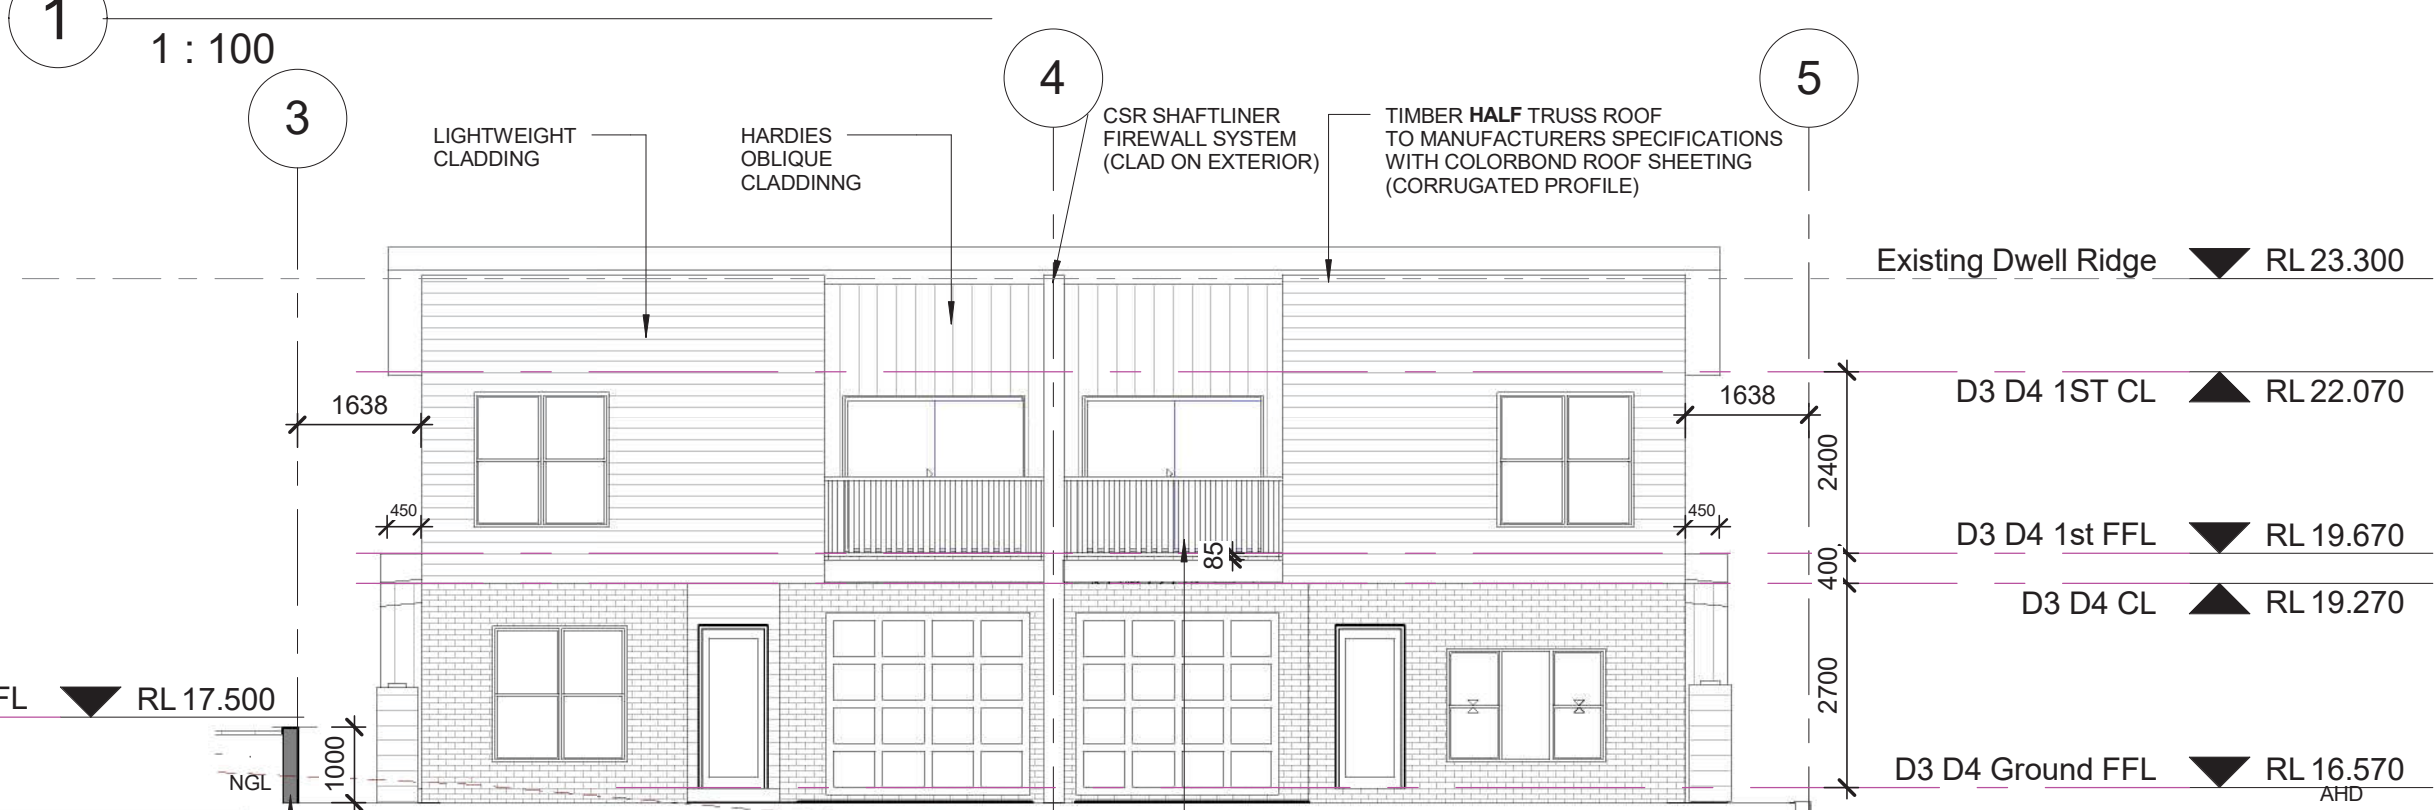 1
1 : 100
3
4
5
LIGHTWEIGHT
CLADDING
HARDIES
OBLIQUE
CLADDINNG
CSR SHAFTLINER
FIREWALL SYSTEM
(CLAD ON EXTERIOR)
TIMBER HALF TRUSS ROOF
TO MANUFACTURERS SPECIFICATIONS
WITH COLORBOND ROOF SHEETING
(CORRUGATED PROFILE)
Existing Dwell Ridge RL 23.300
D3 D4 1ST CL RL 22.070
1638
1638
2400
450
450
D3 D4 1st FFL RL 19.670
85
400
D3 D4 CL RL 19.270
2700
FL RL 17.500
1000
NGL
D3 D4 Ground FFL RL 16.570
AHD